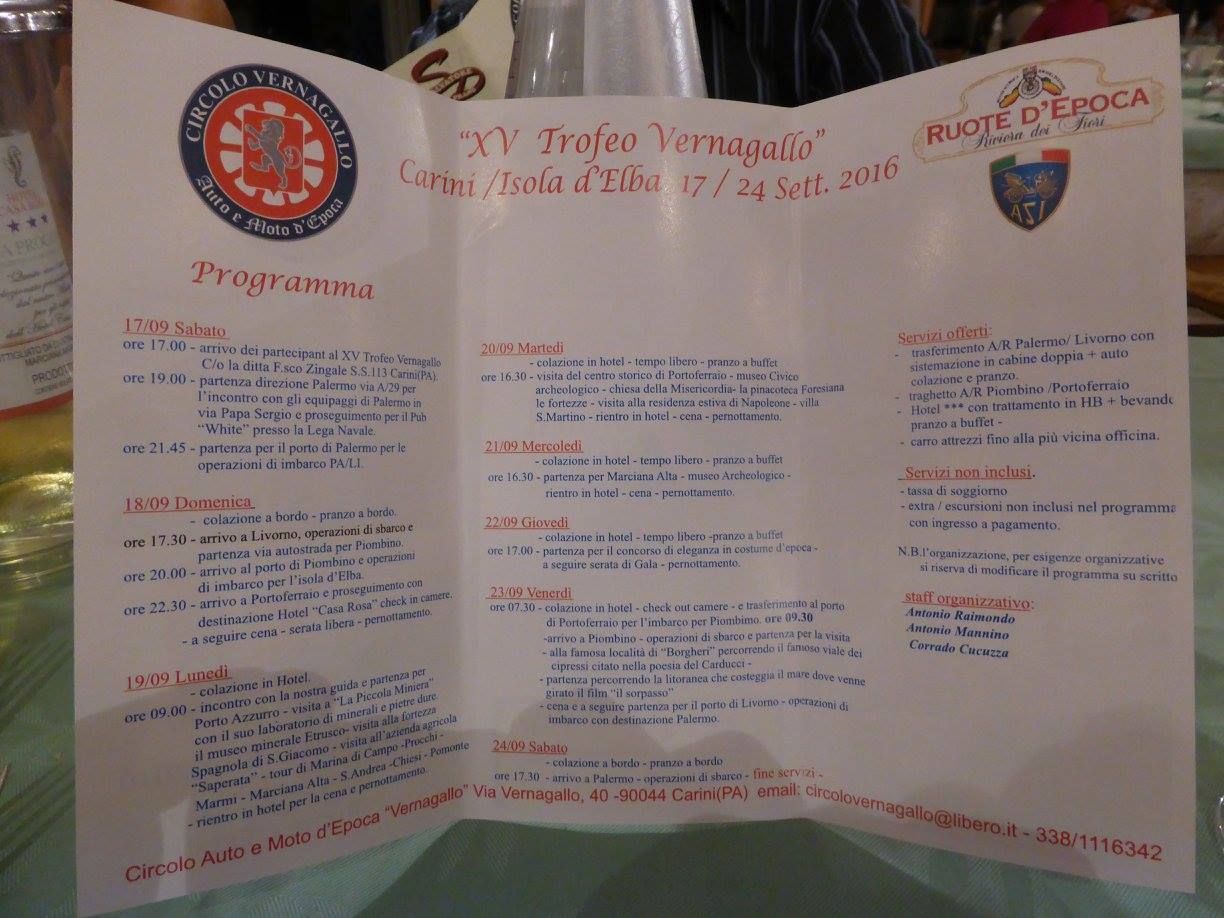 CIRCOLO VERNAGALLO
Auto e Moto d'Epoca
"XV Trofeo Vernagallo"
Carini /Isola d'Elba 17 / 24 Sett. 2016
RUOTE D'EPOCA
Riviera dei Fiori
ASI
Programma
17/09 Sabato
ore 17.00 - arrivo dei partecipant al XV Trofeo Vernagallo
C/o la ditta F.sco Zingale S.S.113 Carini(PA).
ore 19.00 - partenza direzione Palermo via A/29 per
l'incontro con gli equipaggi di Palermo in
via Papa Sergio e proseguimento per il Pub
"White" presso la Lega Navale.
ore 21.45 - partenza per il porto di Palermo per le
operazioni di imbarco PA/LI.
18/09 Domenica
- colazione a bordo - pranzo a bordo.
ore 17.30 - arrivo a Livorno, operazioni di sbarco e
partenza via autostrada per Piombino.
ore 20.00 - arrivo al porto di Piombino e operazioni
di imbarco per l'isola d'Elba.
ore 22.30 - arrivo a Portoferraio e proseguimento con
destinazione Hotel "Casa Rosa" check in camere.
- a seguire cena - serata libera - pernottamento.
19/09 Lunedì
- colazione in Hotel.
ore 09.00 - incontro con la nostra guida e partenza per
Porto Azzurro - visita a "La Piccola Miniera"
con il suo laboratorio di minerali e pietre dure.
il museo minerale Etrusco- visita alla fortezza
Spagnola di S.Giacomo - visita all'azienda agricola
"Saperata" - tour di Marina di Campo -Procchi -
Marmi - Marciana Alta - S.Andrea -Chiesi - Pomonte
- rientro in hotel per la cena e pernottamento.
20/09 Martedì
- colazione in hotel - tempo libero - pranzo a buffet
ore 16.30 - visita del centro storico di Portoferraio - museo Civico
archeologico - chiesa della Misericordia- la pinacoteca Foresiana
le fortezze - visita alla residenza estiva di Napoleone - villa
S.Martino - rientro in hotel - cena - pernottamento.
21/09 Mercoledì
- colazione in hotel - tempo libero - pranzo a buffet
ore 16.30 - partenza per Marciana Alta - museo Archeologico -
rientro in hotel - cena - pernottamento.
22/09 Giovedì
- colazione in hotel - tempo libero -pranzo a buffet
ore 17.00 - partenza per il concorso di eleganza in costume d'epoca -
a seguire serata di Gala - pernottamento.
23/09 Venerdì
ore 07.30 - colazione in hotel - check out camere - e trasferimento al porto
di Portoferraio per l'imbarco per Piombimo. ore 09.30
-arrivo a Piombino - operazioni di sbarco e partenza per la visita
- alla famosa località di "Borgheri" percorrendo il famoso viale dei
cipressi citato nella poesia del Carducci -
- partenza percorrendo la litoranea che costeggia il mare dove venne
girato il film "il sorpasso"
- cena e a seguire partenza per il porto di Livorno - operazioni di
imbarco con destinazione Palermo.
24/09 Sabato
- colazione a bordo - pranzo a bordo
ore 17.30 - arrivo a Palermo - operazioni di sbarco - fine servizi -
Servizi offerti:
- trasferimento A/R Palermo/ Livorno con
sistemazione in cabine doppia + auto
colazione e pranzo.
- traghetto A/R Piombino /Portoferraio
- Hotel *** con trattamento in HB + bevande
pranzo a buffet -
- carro attrezzi fino alla più vicina officina.
Servizi non inclusi.
- tassa di soggiorno
- extra / escursioni non inclusi nel programma
con ingresso a pagamento.
N.B.l'organizzazione, per esigenze organizzative
si riserva di modificare il programma su scritto
staff organizzativo:
Antonio Raimondo
Antonio Mannino
Corrado Cucuzza
Circolo Auto e Moto d'Epoca "Vernagallo" Via Vernagallo, 40 -90044 Carini(PA) email: circolovernagallo@libero.it - 338/1116342